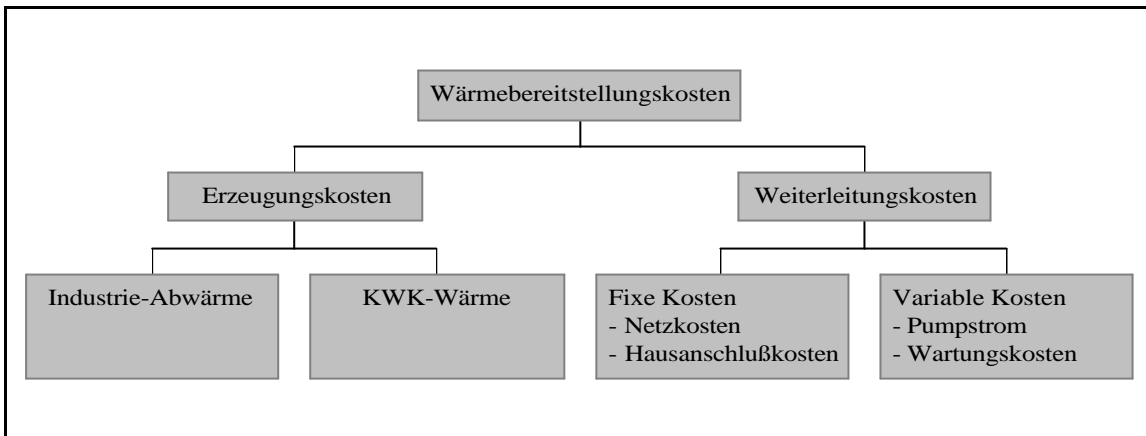 Wärmebereitstellungskosten
Erzeugungskosten
Weiterleitungskosten
Industrie-Abwärme
KWK-Wärme
Fixe Kosten
- Netzkosten
- Hausanschlußkosten
Variable Kosten
- Pumpstrom
- Wartungskosten